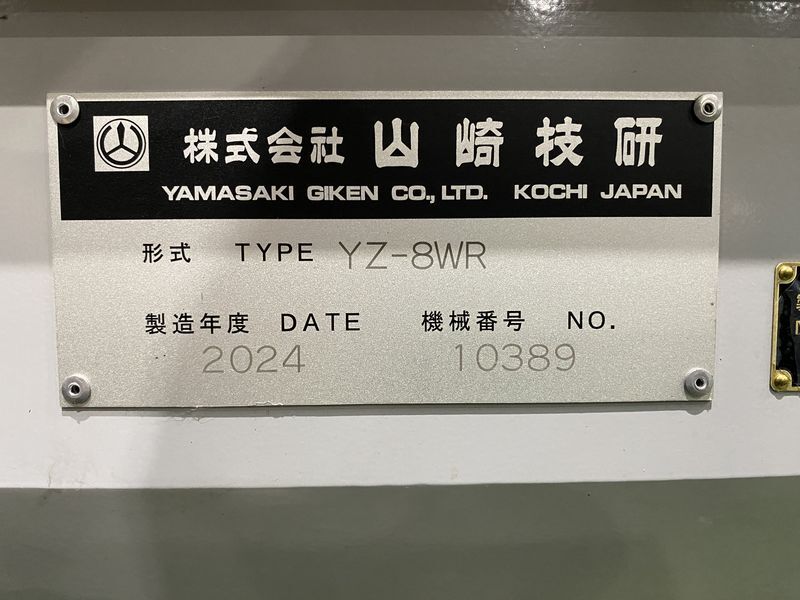 株式会社 山崎技研
YAMASAKI GIKEN CO., LTD. KOCHI JAPAN
形式 TYPE YZ-8WR
製造年度 DATE 機械番号 NO.
2024 10389